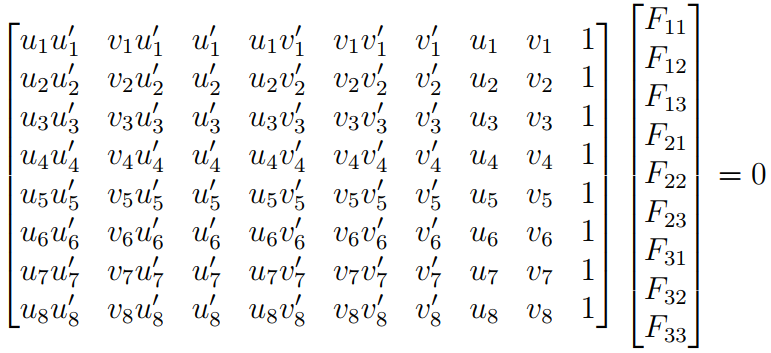 u₁u′₁ v₁u′₁ u′₁ u₁v′₁ v₁v′₁ v′₁ u₁ v₁ 1 F₁₁
u₂u′₂ v₂u′₂ u′₂ u₂v′₂ v₂v′₂ v′₂ u₂ v₂ 1 F₁₂
u₃u′₃ v₃u′₃ u′₃ u₃v′₃ v₃v′₃ v′₃ u₃ v₃ 1 F₁₃
u₄u′₄ v₄u′₄ u′₄ u₄v′₄ v₄v′₄ v′₄ u₄ v₄ 1 F₂₁
u₅u′₅ v₅u′₅ u′₅ u₅v′₅ v₅v′₅ v′₅ u₅ v₅ 1 F₂₂ = 0
u₆u′₆ v₆u′₆ u′₆ u₆v′₆ v₆v′₆ v′₆ u₆ v₆ 1 F₂₃
u₇u′₇ v₇u′₇ u′₇ u₇v′₇ v₇v′₇ v′₇ u₇ v₇ 1 F₃₁
u₈u′₈ v₈u′₈ u′₈ u₈v′₈ v₈v′₈ v′₈ u₈ v₈ 1 F₃₂
F₃₃